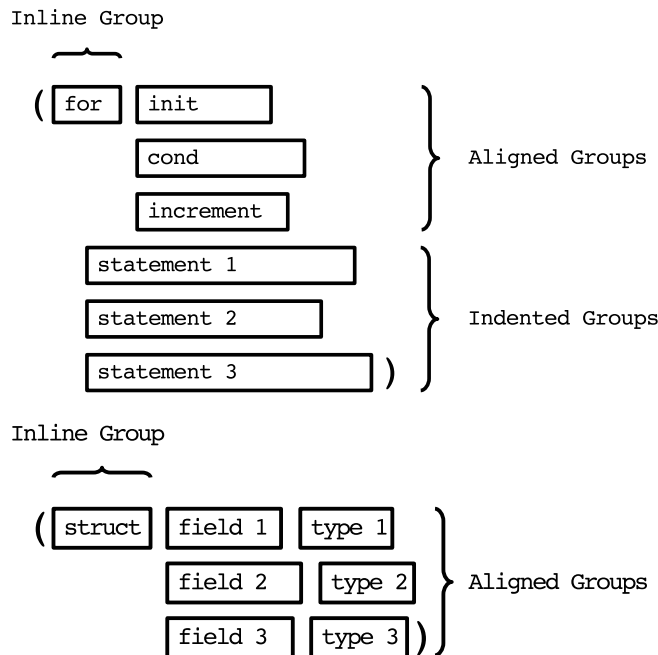 Inline Group
( for init
cond
increment
Aligned Groups
statement 1
statement 2
statement 3 )
Indented Groups
Inline Group
( struct field 1 type 1
field 2 type 2
field 3 type 3 )
Aligned Groups